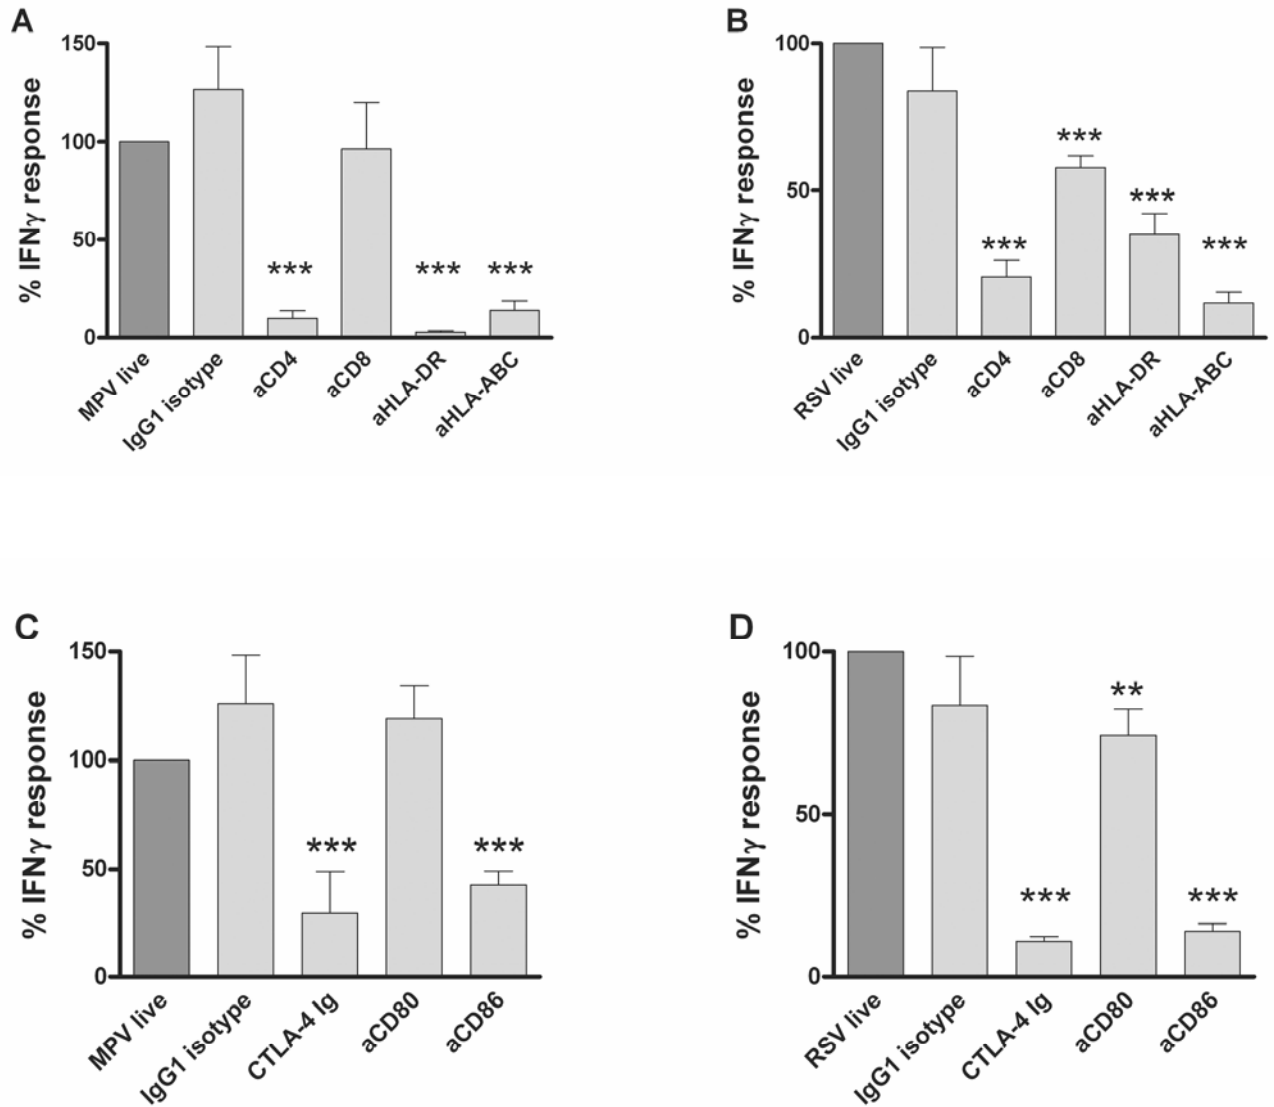 A
% IFNγ response
150
100
50
0
***
***
***
MPV live
IgG1 isotype
aCD4
aCD8
aHLA-DR
aHLA-ABC
B
% IFNγ response
100
50
0
***
***
***
***
RSV live
IgG1 isotype
aCD4
aCD8
aHLA-DR
aHLA-ABC
C
% IFNγ response
150
100
50
0
***
***
MPV live
IgG1 isotype
CTLA-4 Ig
aCD80
aCD86
D
% IFNγ response
100
50
0
***
**
***
RSV live
IgG1 isotype
CTLA-4 Ig
aCD80
aCD86